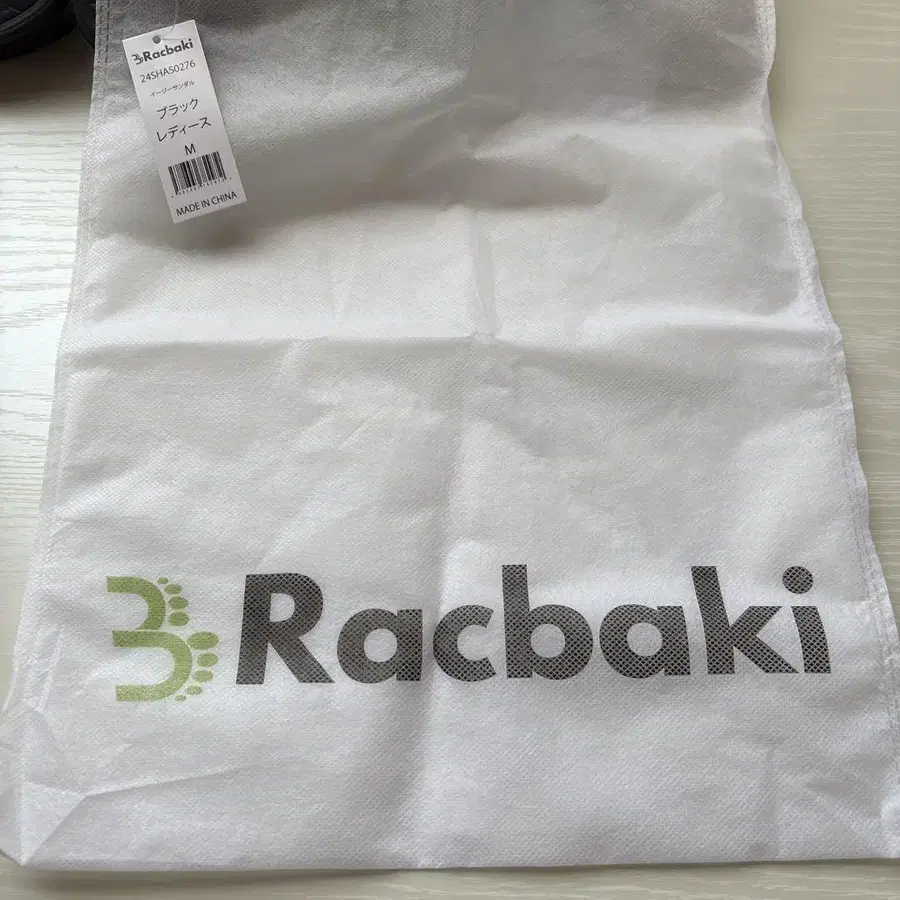 Racbaki
24SHAS0276
イージーサンダル
ブラック
レディース
M
MADE IN CHINA
Racbaki